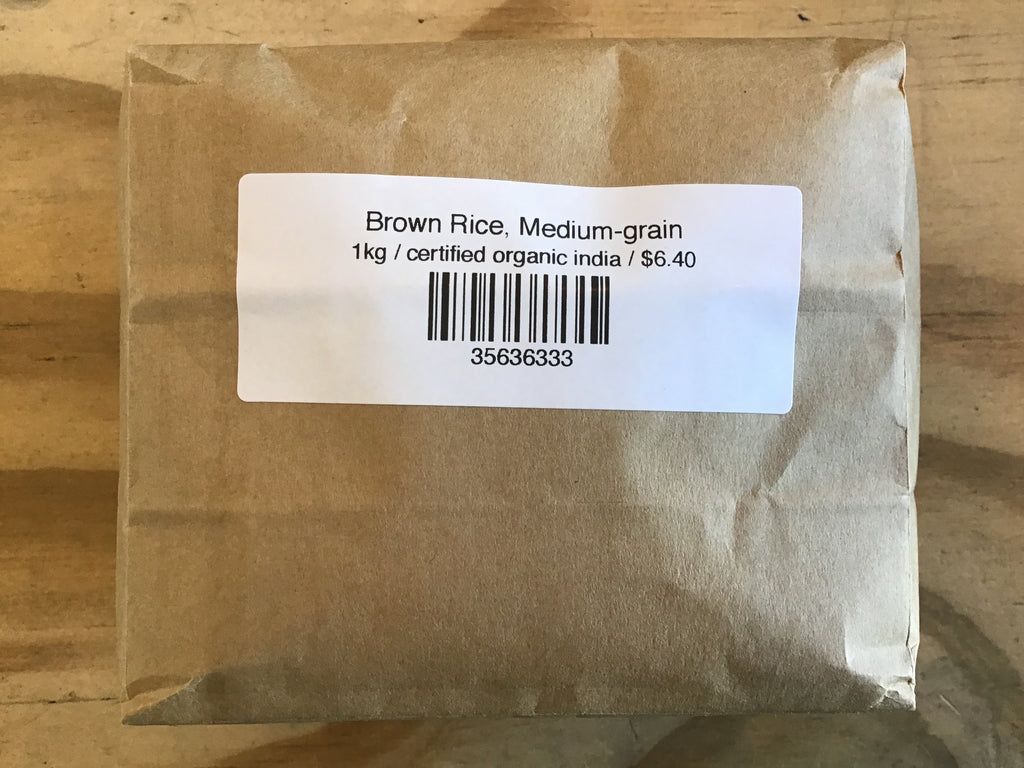 Brown Rice, Medium-grain
1kg / certified organic india / $6.40
35636333